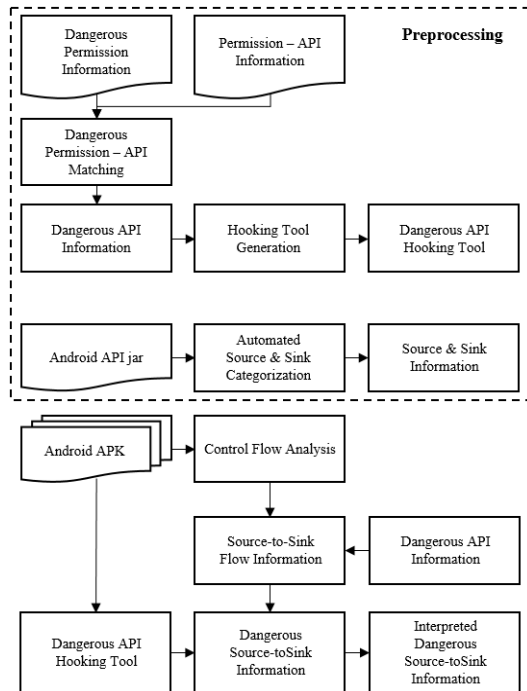 Preprocessing
Dangerous
Permission
Information
Permission – API
Information
Dangerous
Permission – API
Matching
Dangerous API
Information
Hooking Tool
Generation
Dangerous API
Hooking Tool
Android API jar
Automated
Source & Sink
Categorization
Source & Sink
Information
Android APK
Control Flow Analysis
Source-to-Sink
Flow Information
Dangerous API
Information
Dangerous API
Hooking Tool
Dangerous
Source-toSink
Information
Interpreted
Dangerous
Source-toSink
Information